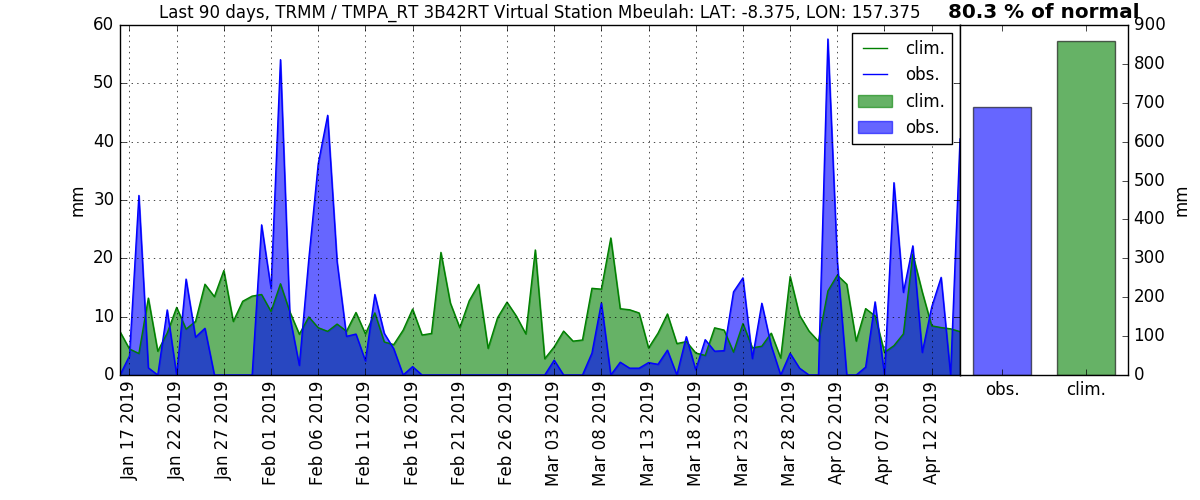 Last 90 days, TRMM / TMPA_RT 3B42RT Virtual Station Mbeulah: LAT: -8.375, LON: 157.375
80.3 % of normal
mm
60
50
40
30
20
10
0
clim.
obs.
clim.
obs.
Jan 17 2019
Jan 22 2019
Jan 27 2019
Feb 01 2019
Feb 06 2019
Feb 11 2019
Feb 16 2019
Feb 21 2019
Feb 26 2019
Mar 03 2019
Mar 08 2019
Mar 13 2019
Mar 18 2019
Mar 23 2019
Mar 28 2019
Apr 02 2019
Apr 07 2019
Apr 12 2019
obs.
clim.
900
800
700
600
500
400
300
200
100
0
mm